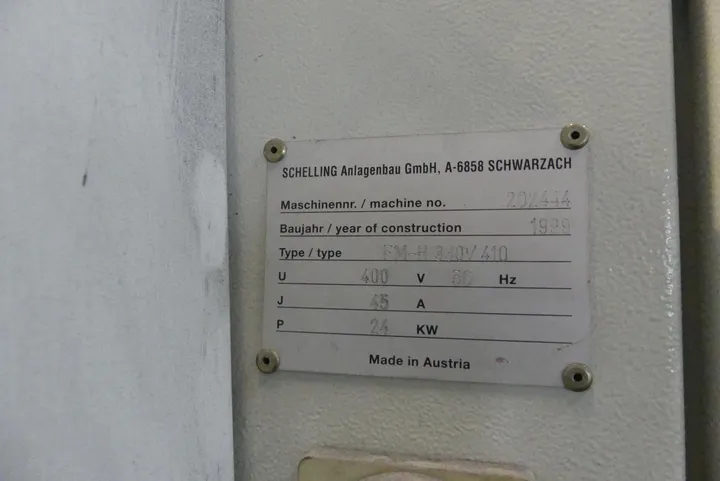 SCHELLING Anlagenbau GmbH, A-6858 SCHWARZACH
Maschinennr. / machine no. 202444
Baujahr / year of construction
Type / type
U 400 V Hz
J 45 A
P 24 KW
Made in Austria